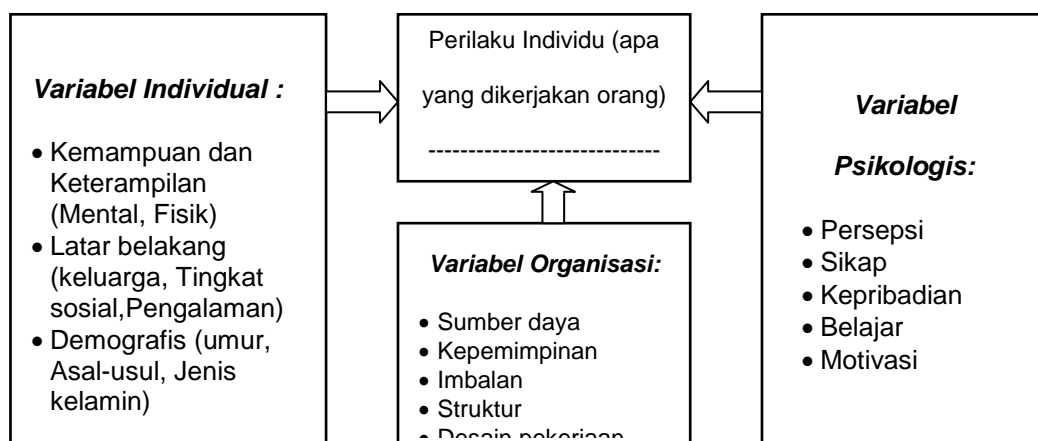 Variabel Individual :
• Kemampuan dan
Keterampilan
(Mental, Fisik)
• Latar belakang
(keluarga, Tingkat
sosial,Pengalaman)
• Demografis (umur,
Asal-usul, Jenis
kelamin)
Perilaku Individu (apa
yang dikerjakan orang)
-----------------------------
Variabel Organisasi:
• Sumber daya
• Kepemimpinan
• Imbalan
• Struktur
• Desain pekerjaan
Variabel
Psikologis:
• Persepsi
• Sikap
• Kepribadian
• Belajar
• Motivasi